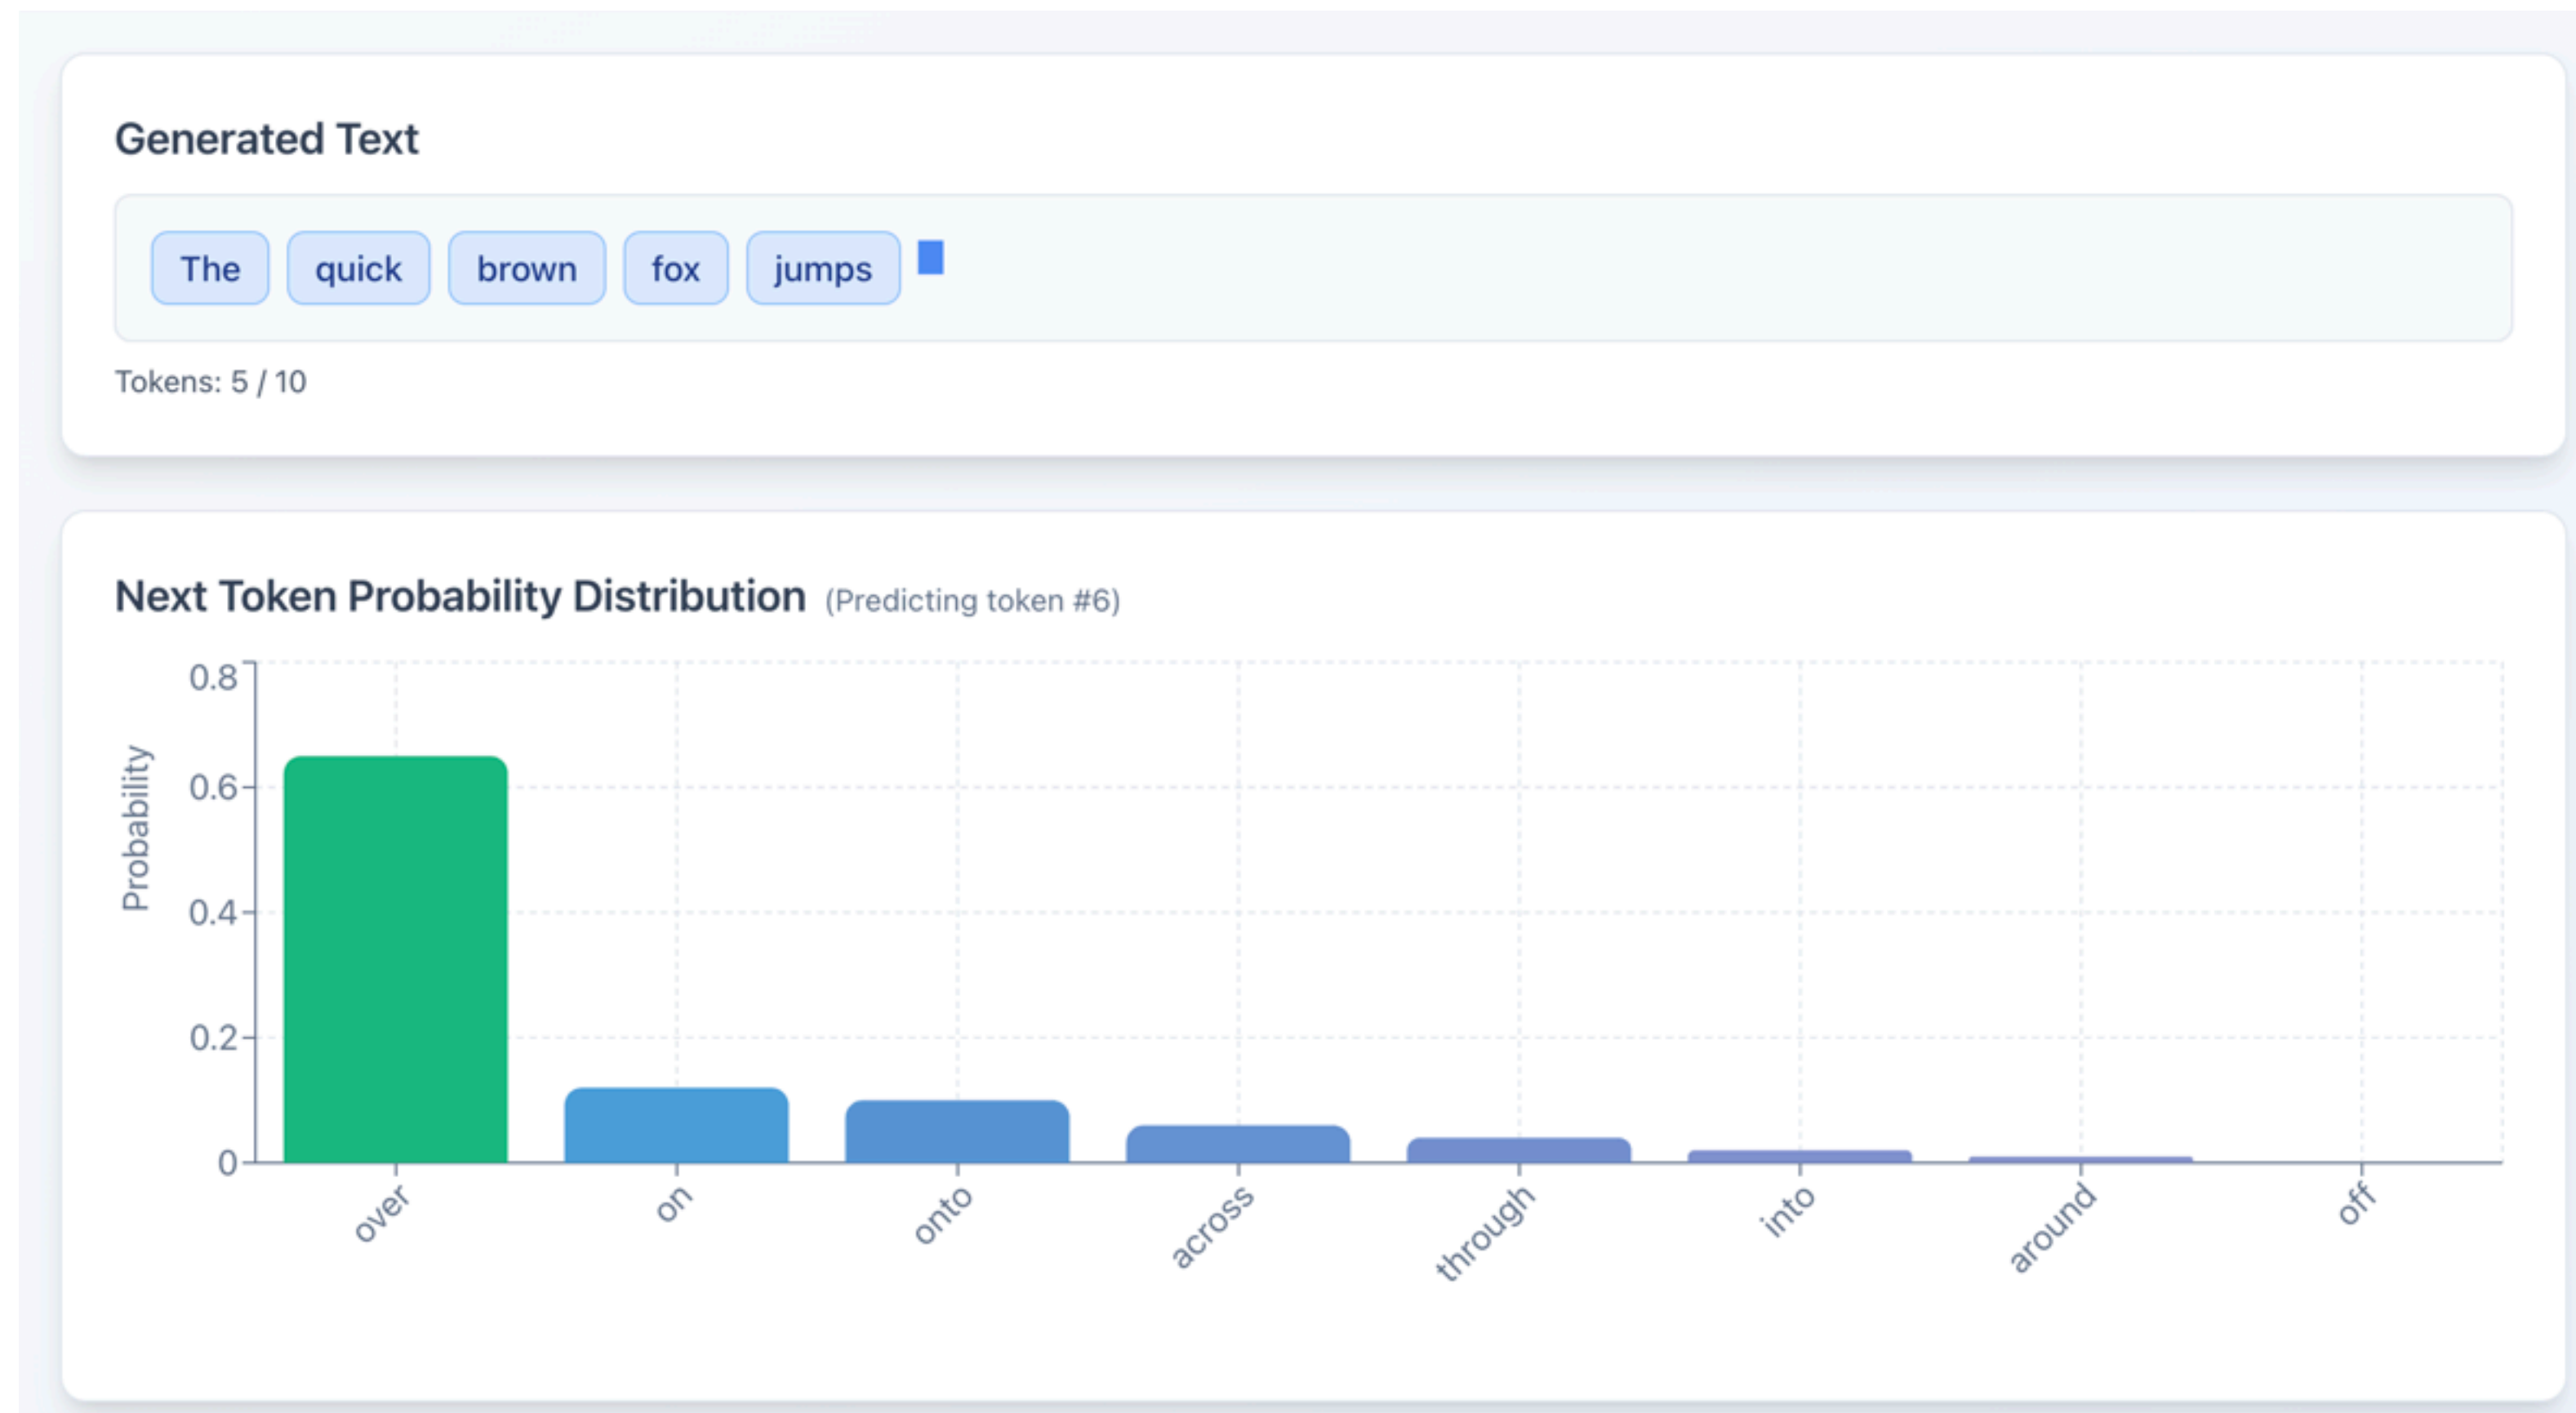 Generated Text
The quick brown fox jumps
Tokens: 5 / 10
Next Token Probability Distribution (Predicting token #6)
Probability
0.8
0.6
0.4
0.2
0
over on onto across through into around off